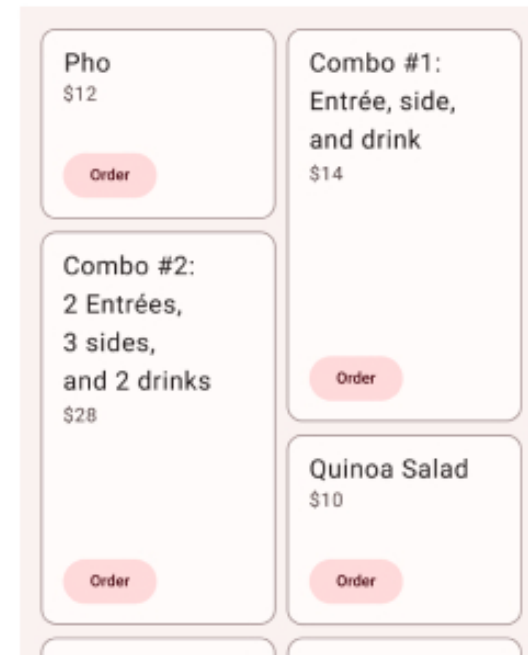 Pho
$12
Order
Combo #1:
Entrée, side,
and drink
$14
Order
Combo #2:
2 Entrées,
3 sides,
and 2 drinks
$28
Order
Quinoa Salad
$10
Order